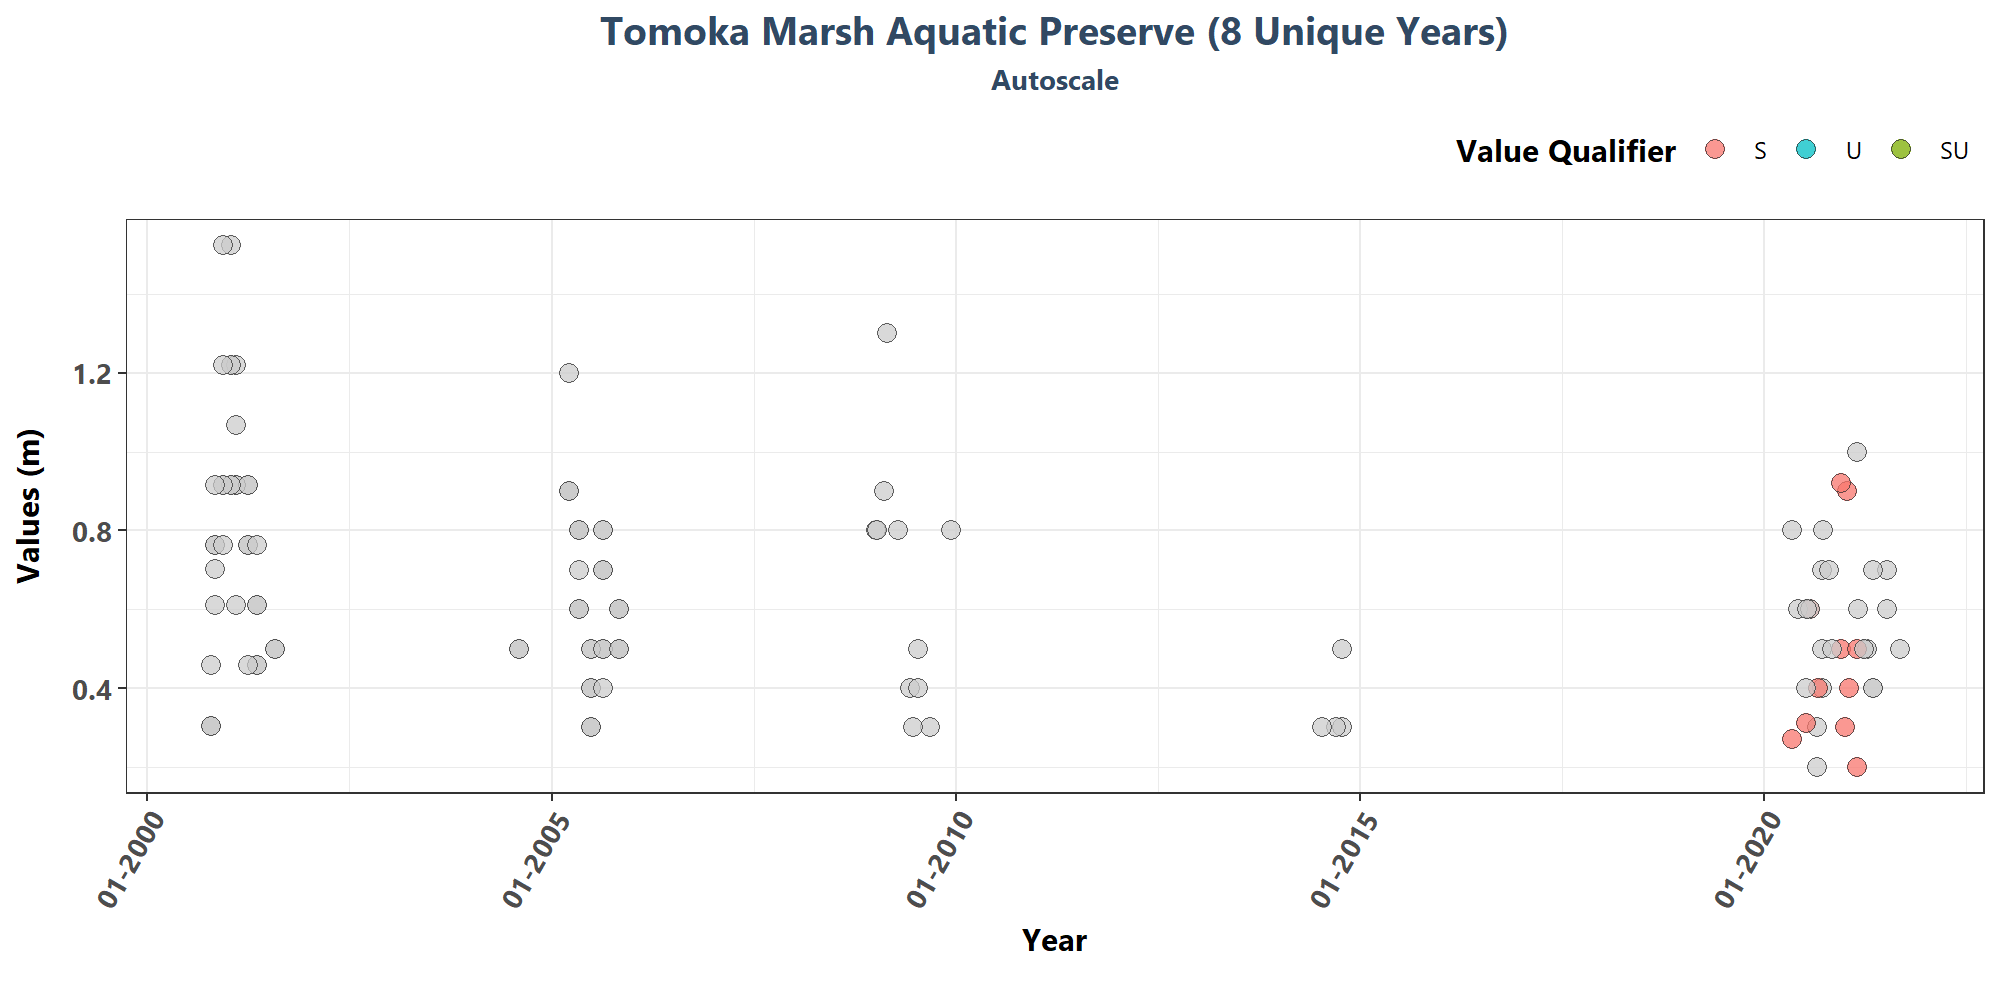 Tomoka Marsh Aquatic Preserve (8 Unique Years)
Autoscale
Value Qualifier S U SU
Values (m)
1.2
0.8
0.4
01-2000 01-2005 01-2010 01-2015 01-2020
Year